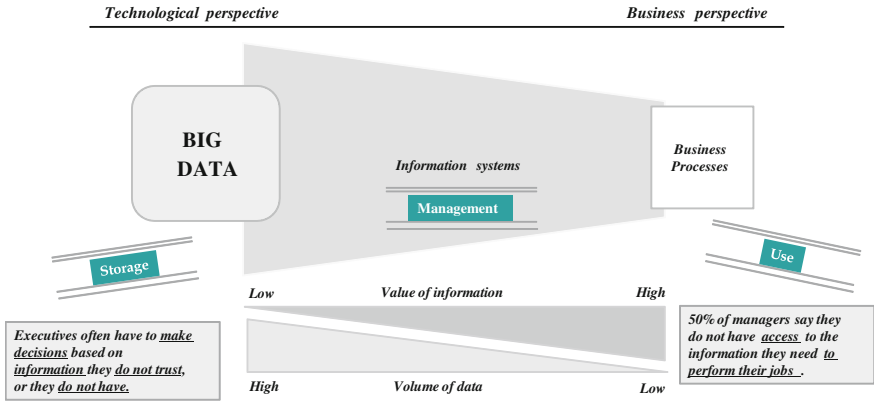 Technological perspective
Business perspective
BIG
DATA
Information systems
Management
Business
Processes
Storage
Use
Low
Value of information
High
Executives often have to make
decisions based on
information they do not trust,
or they do not have.
50% of managers say they
do not have access to the
information they need to
perform their jobs .
High
Volume of data
Low